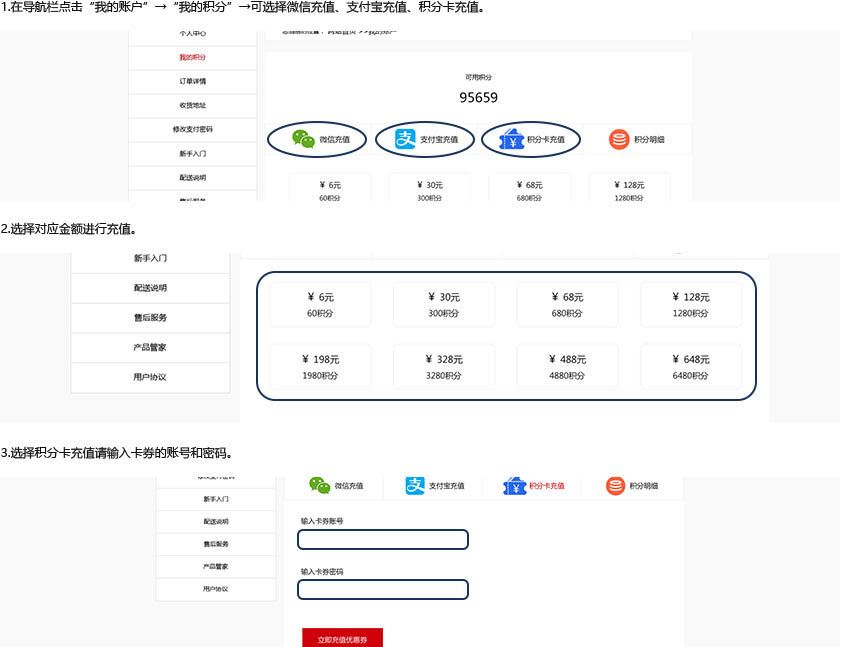 1.在导航栏点击“我的账户”→“我的积分”→可选择微信充值、支付宝充值、积分卡充值。
个人中心
我的积分
订单详情
收货地址
修改支付密码
新手入门
配送说明
售后服务
可用积分
95659
微信充值 支付宝充值 积分卡充值 积分明细
¥ 6元 ¥ 30元 ¥ 68元 ¥ 128元
60积分 300积分 680积分 1280积分
2.选择对应金额进行充值。
新手入门
配送说明
售后服务
产品管家
用户协议
¥ 6元 ¥ 30元 ¥ 68元 ¥ 128元
60积分 300积分 680积分 1280积分
¥ 198元 ¥ 328元 ¥ 488元 ¥ 648元
1980积分 3280积分 4880积分 6480积分
3.选择积分卡充值请输入卡券的账号和密码。
修改支付密码
新手入门
配送说明
售后服务
产品管家
用户协议
微信充值 支付宝充值 积分卡充值 积分明细
输入卡券账号
输入卡券密码
立即充值优惠券